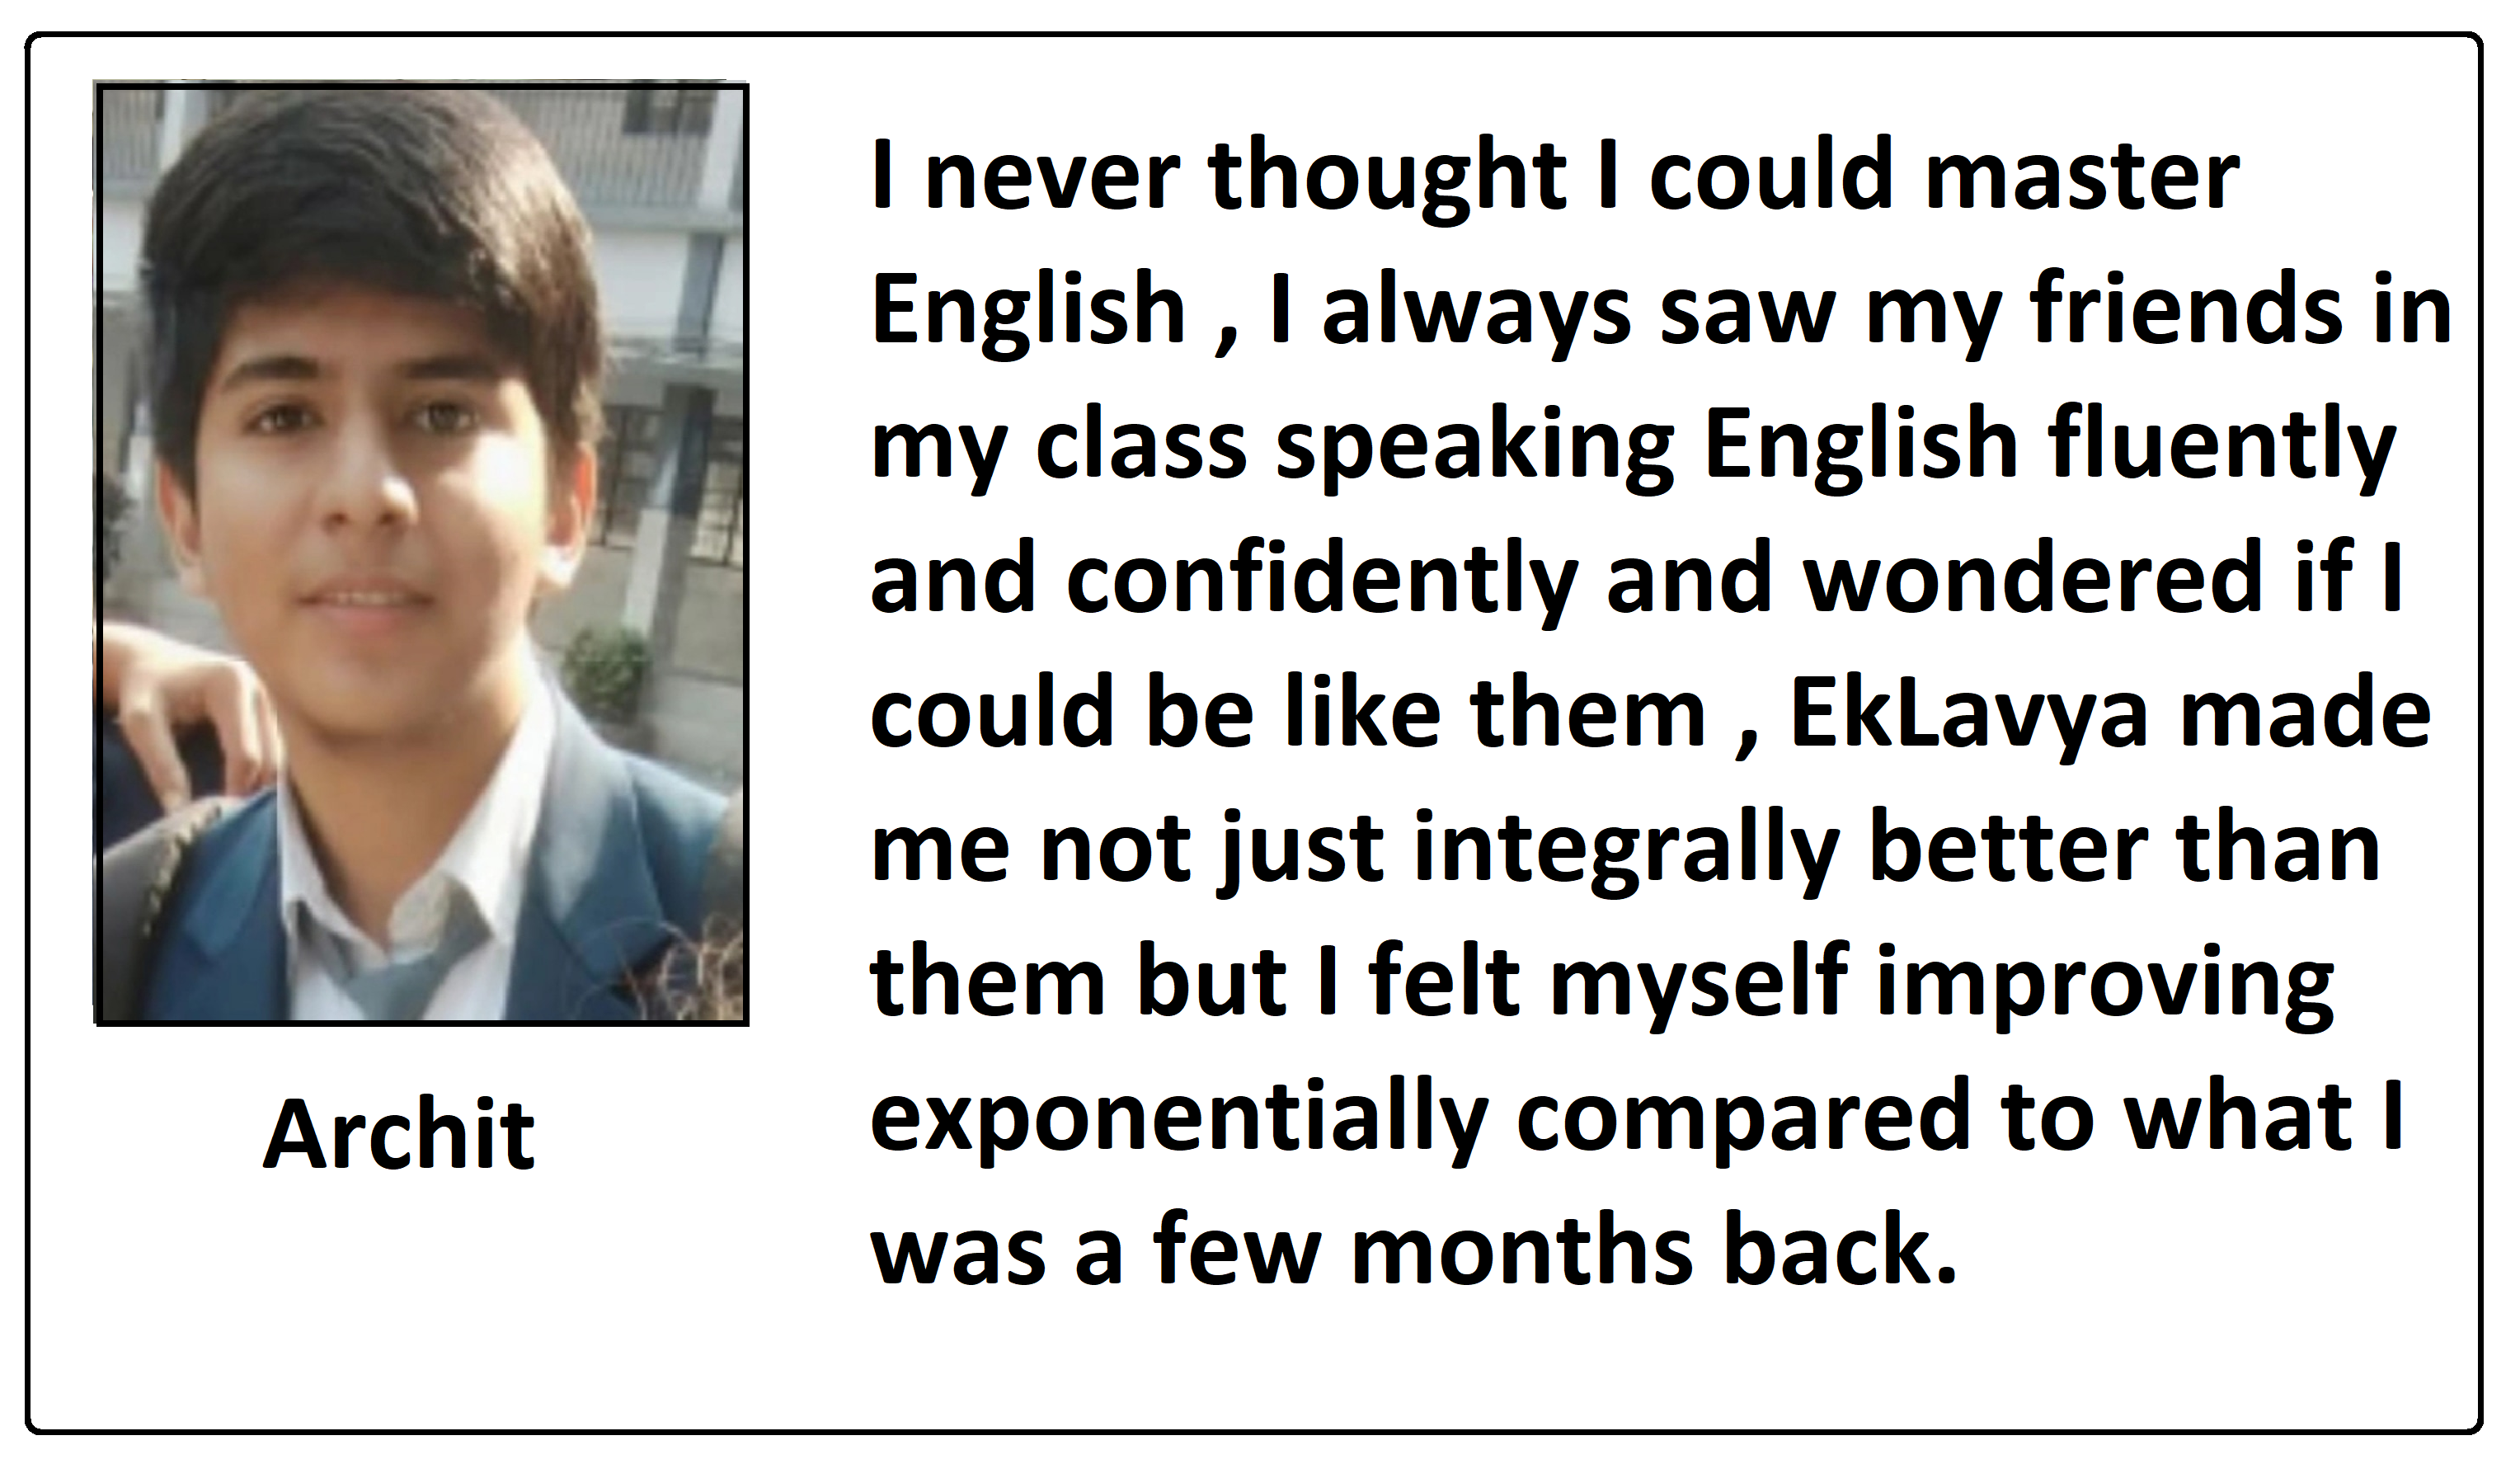 I never thought I could master
English , I always saw my friends in
my class speaking English fluently
and confidently and wondered if I
could be like them , EkLavya made
me not just integrally better than
them but I felt myself improving
exponentially compared to what I
was a few months back.
Archit